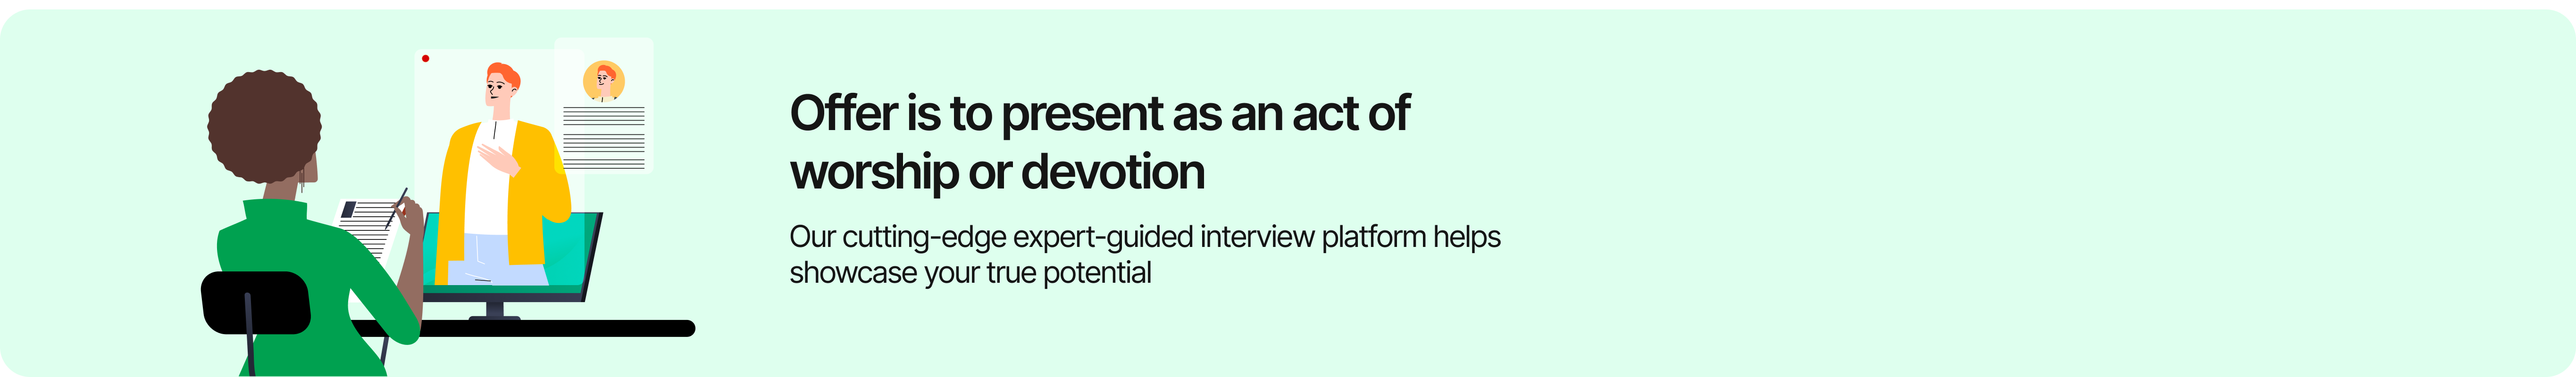 Offer is to present as an act of
worship or devotion
Our cutting-edge expert-guided interview platform helps
showcase your true potential